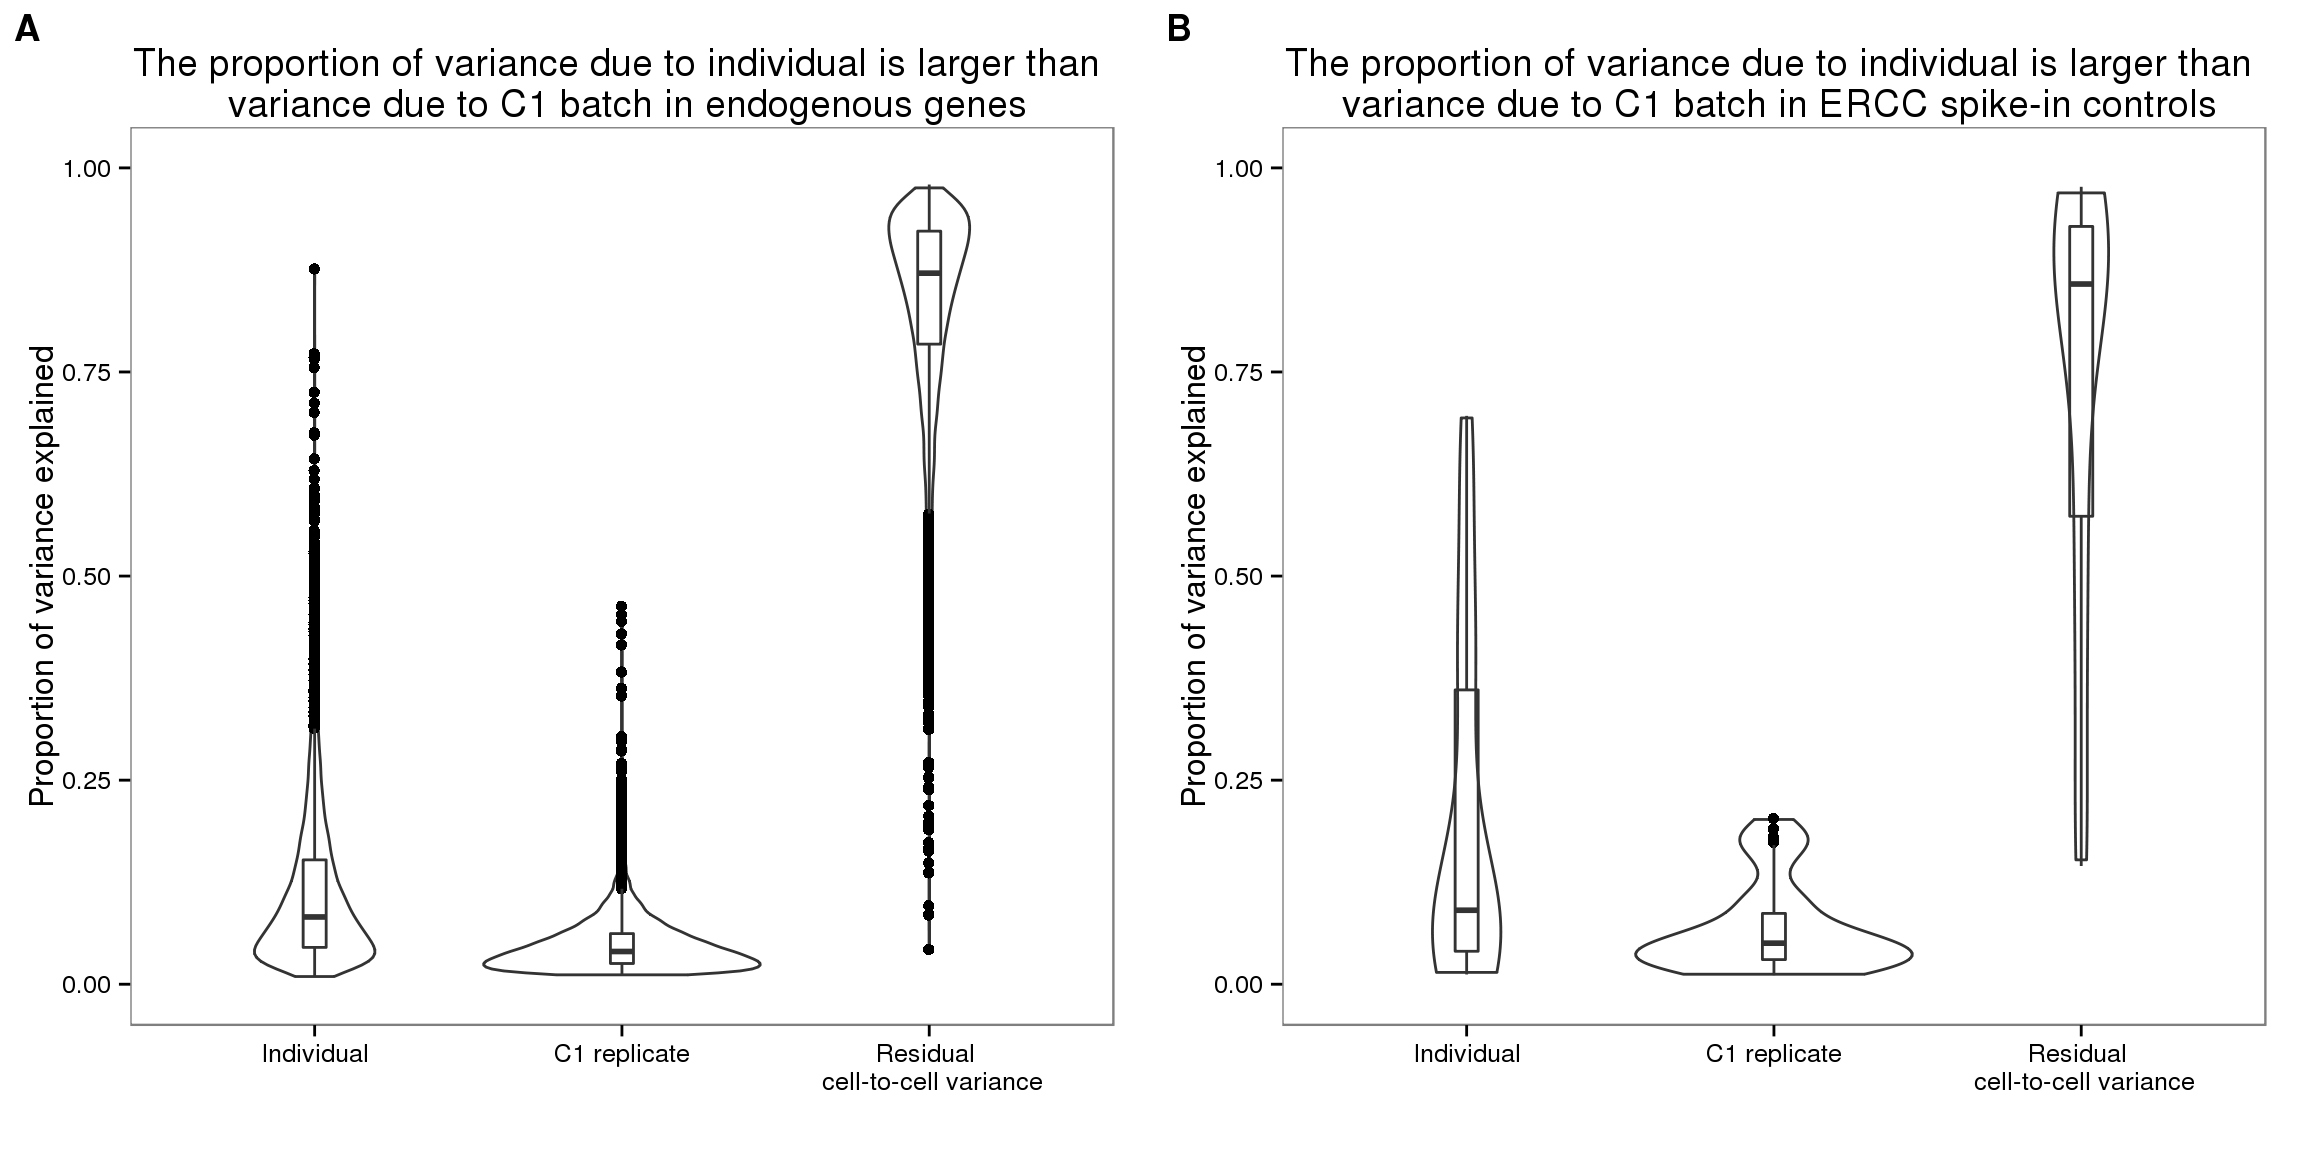 A
The proportion of variance due to individual is larger than
variance due to C1 batch in endogenous genes
Proportion of variance explained
1.00
0.75
0.50
0.25
0.00
Individual
C1 replicate
Residual
cell-to-cell variance
B
The proportion of variance due to individual is larger than
variance due to C1 batch in ERCC spike-in controls
Proportion of variance explained
1.00
0.75
0.50
0.25
0.00
Individual
C1 replicate
Residual
cell-to-cell variance